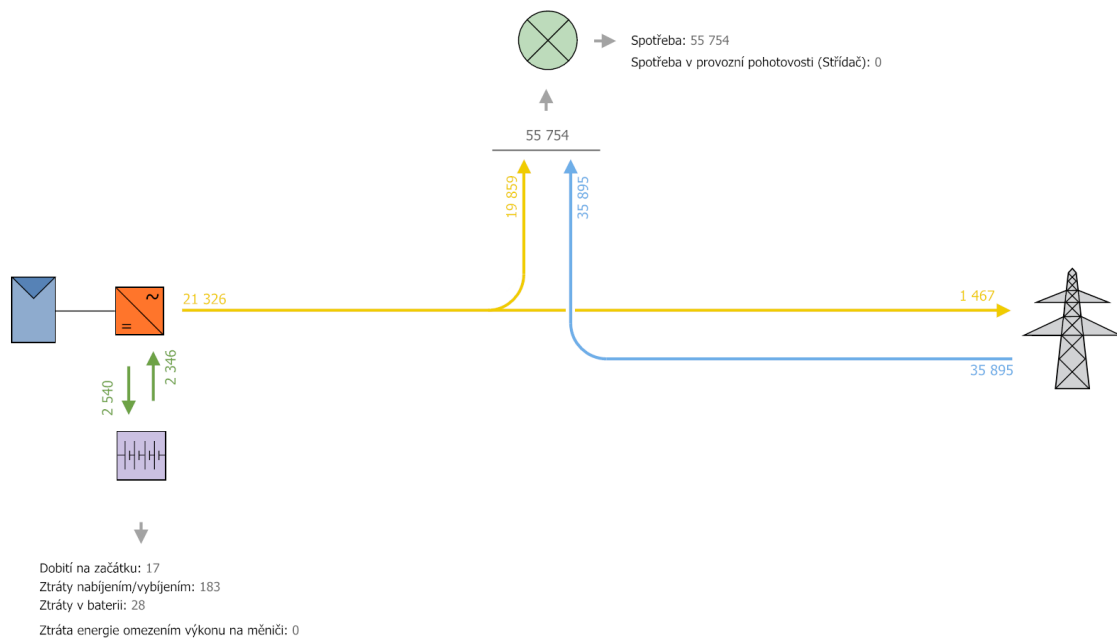 Spotřeba: 55 754
Spotřeba v provozní pohotovosti (Střídač): 0
55 754
19 859
35 895
21 326
1 467
35 895
2 540
2 346
Dobití na začátku: 17
Ztráty nabíjením/vybíjením: 183
Ztráty v baterii: 28
Ztráta energie omezením výkonu na měniči: 0